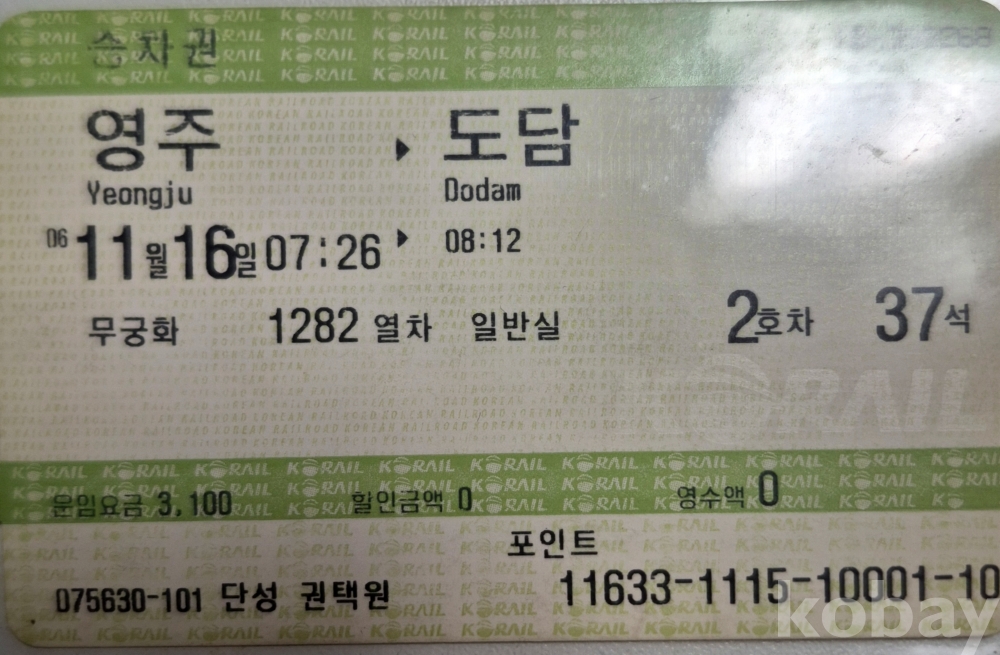 승차권
영주 ▶ 도담
Yeongju Dodam
06 11월16일 07:26 ▶ 08:12
무궁화 1282 열차 일반실 2호차 37석
KORAIL
운임요금 3,100 할인금액 0 영수액 0
포인트
075630-101 단성 권택원 11633-1115-10001-10
kobay